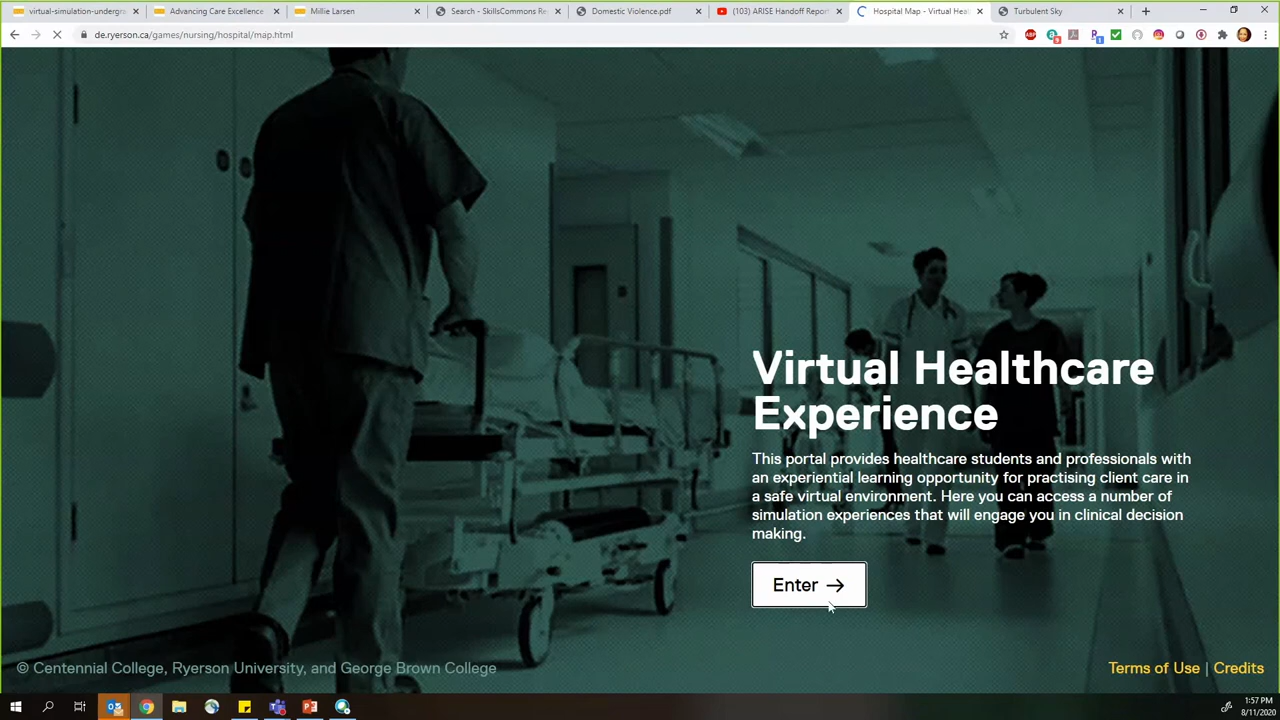 virtual-simulation-undergr
Advancing Care Excellence
Millie Larsen
Search - SkillsCommons Re
Domestic Violence.pdf
(103) ARISE Handoff Report
Hospital Map - Virtual Heal
Turbulent Sky
de.ryerson.ca/games/nursing/hospital/map.html
ABP
Virtual Healthcare
Experience
This portal provides healthcare students and professionals with
an experiential learning opportunity for practising client care in
a safe virtual environment. Here you can access a number of
simulation experiences that will engage you in clinical decision
making.
Enter →
© Centennial College, Ryerson University, and George Brown College
Terms of Use | Credits
1:57 PM
8/11/2020